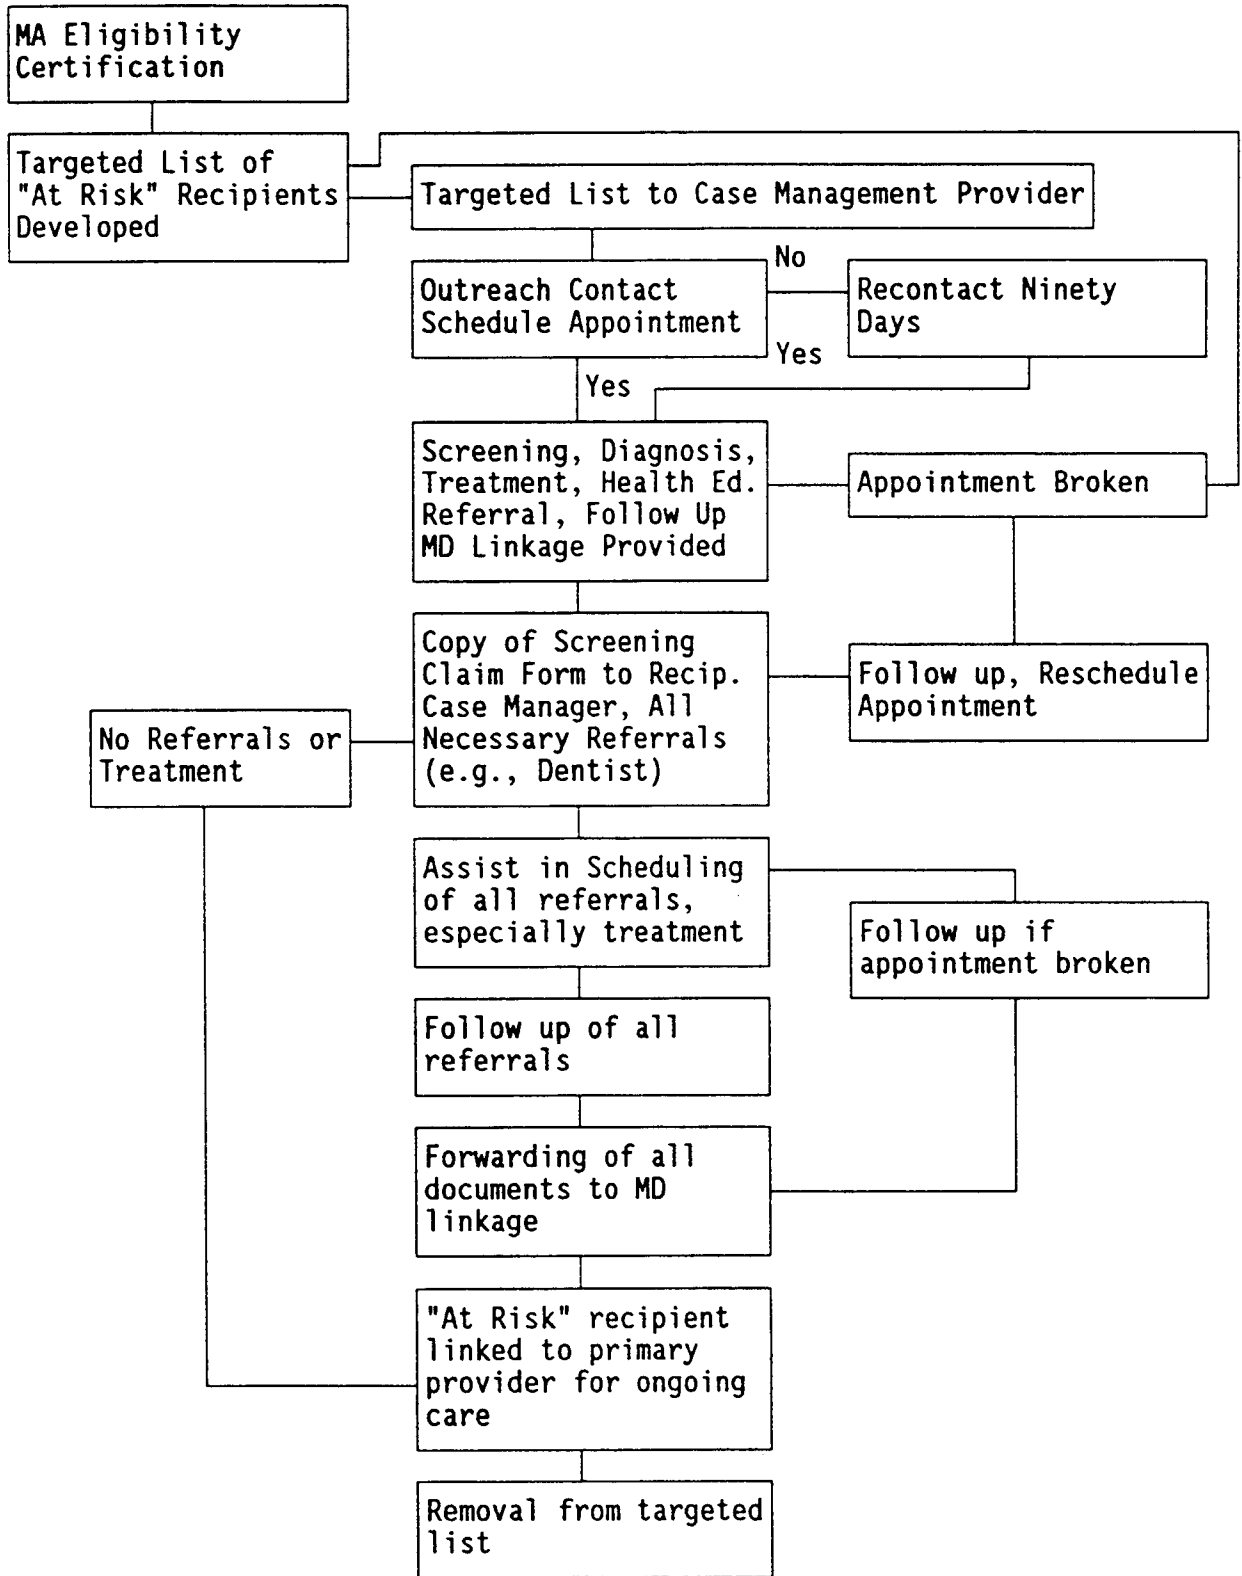 MA Eligibility
Certification
Targeted List of
"At Risk" Recipients
Developed
Targeted List to Case Management Provider
No
Outreach Contact
Schedule Appointment
Recontact Ninety
Days
Yes
Yes
Screening, Diagnosis,
Treatment, Health Ed.
Referral, Follow Up
MD Linkage Provided
Appointment Broken
Copy of Screening
Claim Form to Recip.
Case Manager, All
Necessary Referrals
(e.g., Dentist)
Follow up, Reschedule
Appointment
No Referrals or
Treatment
Assist in Scheduling
of all referrals,
especially treatment
Follow up if
appointment broken
Follow up of all
referrals
Forwarding of all
documents to MD
linkage
"At Risk" recipient
linked to primary
provider for ongoing
care
Removal from targeted
list